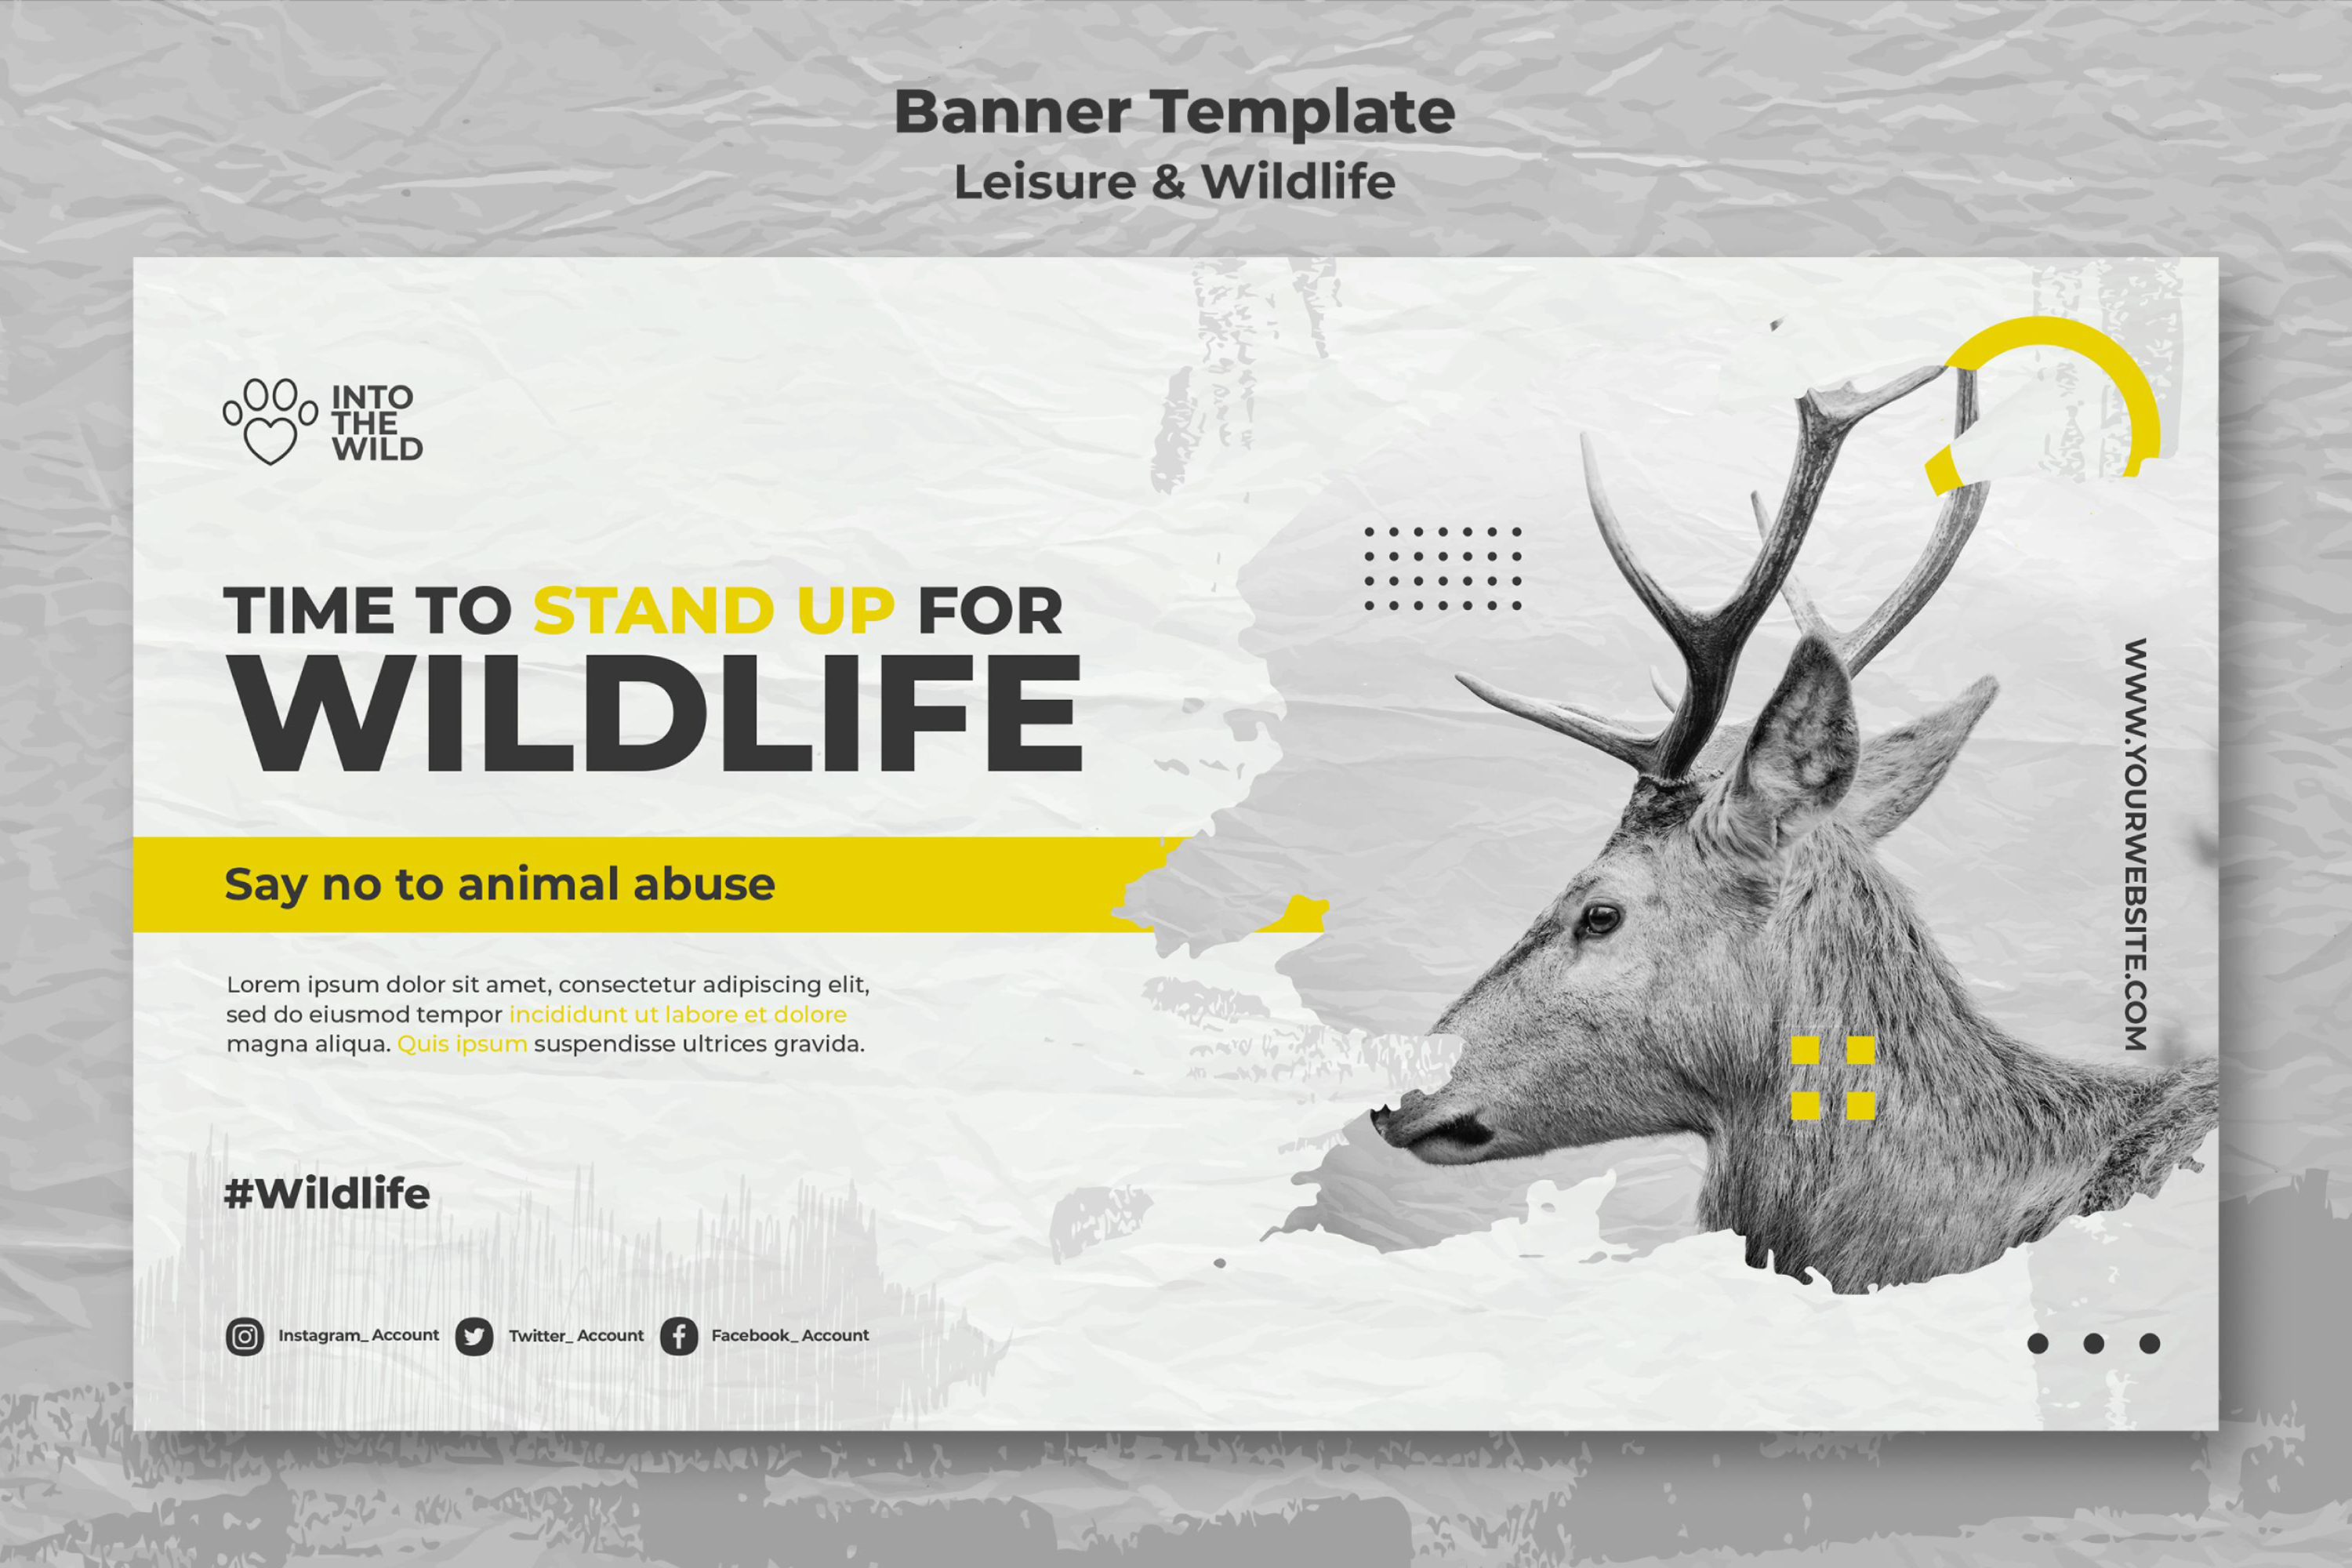 Banner Template
Leisure & Wildlife
INTO
THE
WILD
TIME TO STAND UP FOR
WILDLIFE
Say no to animal abuse
Lorem ipsum dolor sit amet, consectetur adipiscing elit,
sed do eiusmod tempor incididunt ut labore et dolore
magna aliqua. Quis ipsum suspendisse ultrices gravida.
#Wildlife
Instagram_Account
Twitter_Account
Facebook_Account
WWW.YOURWEBSITE.COM